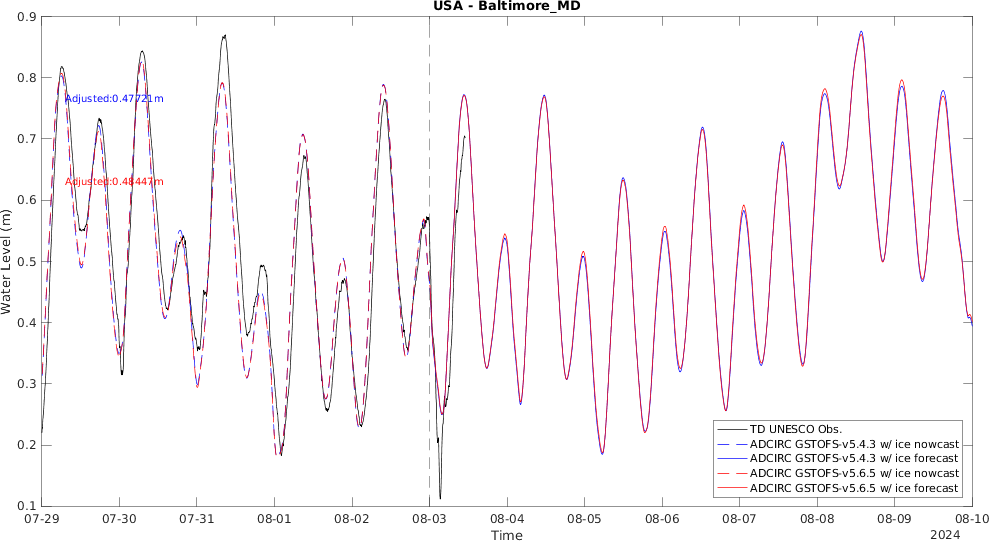 USA - Baltimore_MD
0.9
0.8
0.7
0.6
0.5
0.4
0.3
0.2
0.1
Water Level (m)
Adjusted:0.47721m
Adjusted:0.48447m
TD UNESCO Obs.
ADCIRC GSTOFS-v5.4.3 w/ ice nowcast
ADCIRC GSTOFS-v5.4.3 w/ ice forecast
ADCIRC GSTOFS-v5.6.5 w/ ice nowcast
ADCIRC GSTOFS-v5.6.5 w/ ice forecast
07-29 07-30 07-31 08-01 08-02 08-03 08-04 08-05 08-06 08-07 08-08 08-09 08-10
Time
2024